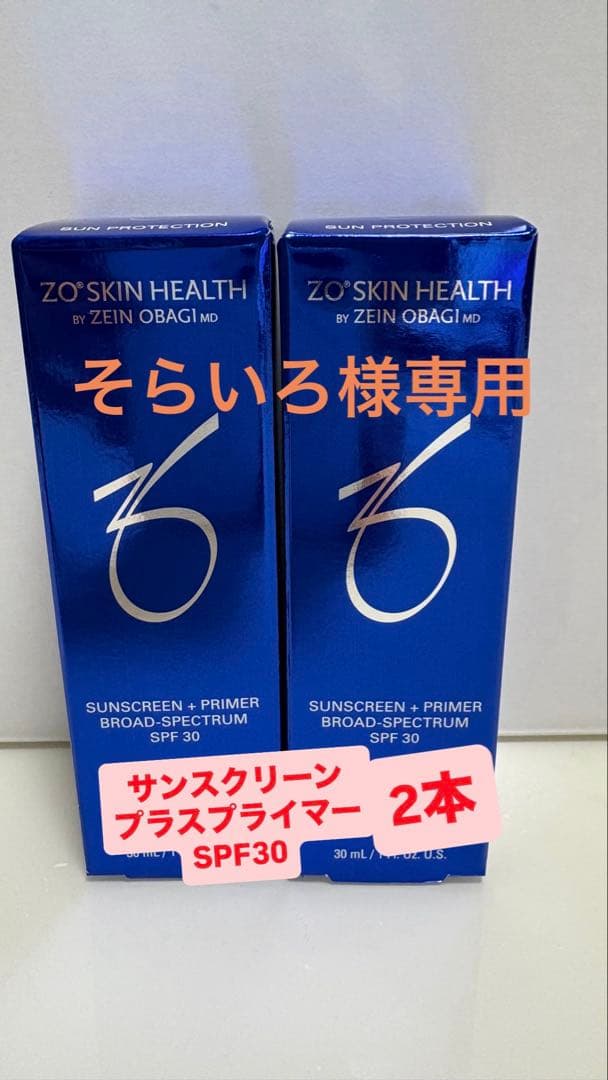 SUN PROTECTION
ZO® SKIN HEALTH
BY ZEIN OBAGI MD
SUNSCREEN + PRIMER
BROAD-SPECTRUM
SPF 30
SUN PROTECTION
ZO® SKIN HEALTH
BY ZEIN OBAGI MD
SUNSCREEN + PRIMER
BROAD-SPECTRUM
SPF 30
30 mL / 1 Fl. Oz. U.S.
そらいろ様専用
サンスクリーン
プラスプライマー
SPF30
2本